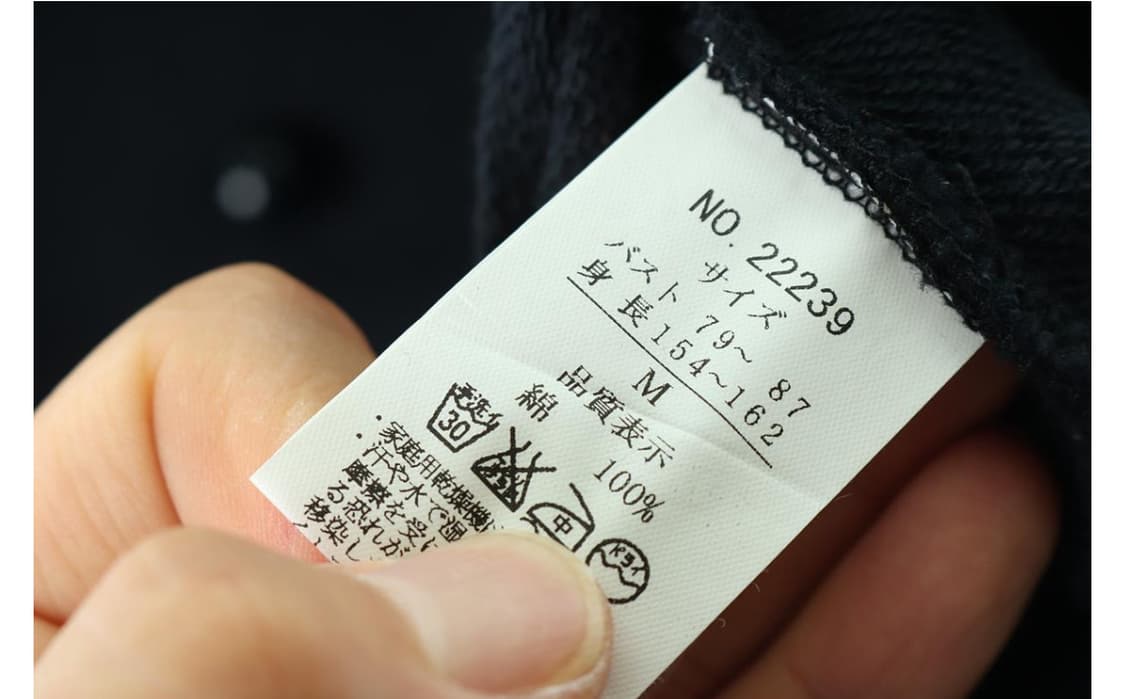 NO. 22239
サイズ
バスト 79~ 87
身 長 154~162
M
品質表示
綿 100%
手洗イ 30 中 ドライ
・家庭用乾燥機
・汗や水で湿
摩擦を受け
る恐れが
移染し